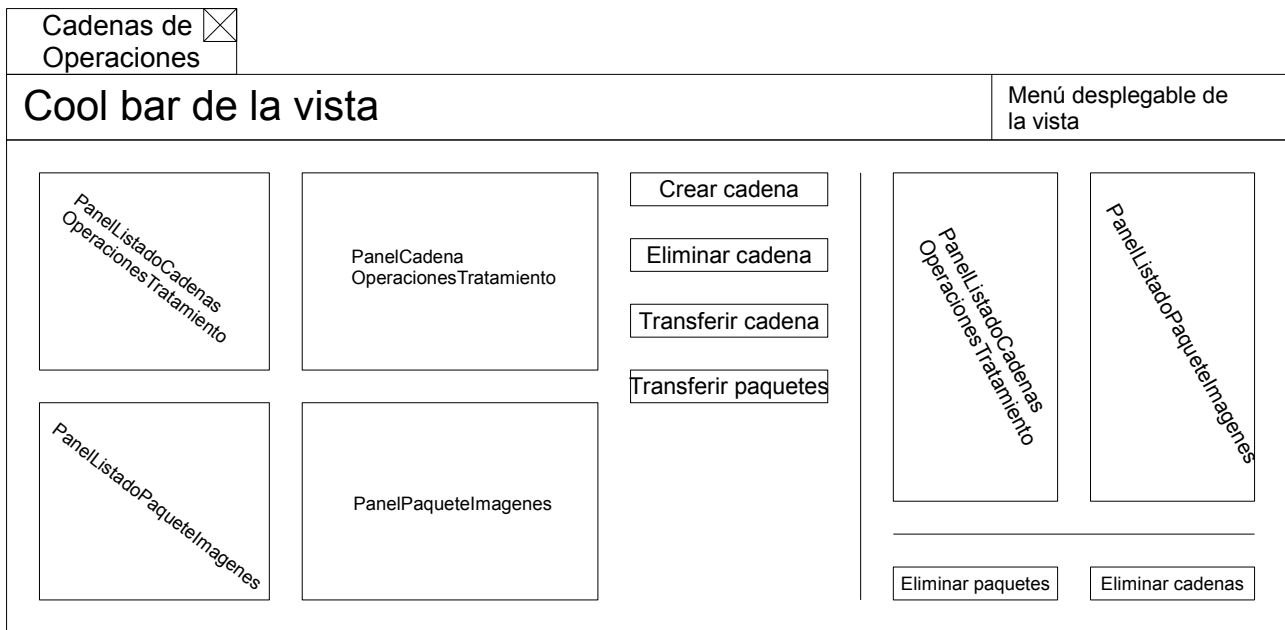 Cadenas de
Operaciones
Cool bar de la vista
Menú desplegable de
la vista
PanelListadoCadenas
OperacionesTratamiento
PanelCadena
OperacionesTratamiento
Crear cadena
Eliminar cadena
Transferir cadena
Transferir paquetes
PanelListadoPaqueteImagenes
PanelPaqueteImagenes
PanelListadoCadenas
OperacionesTratamiento
PanelListadoPaqueteImagenes
Eliminar paquetes
Eliminar cadenas